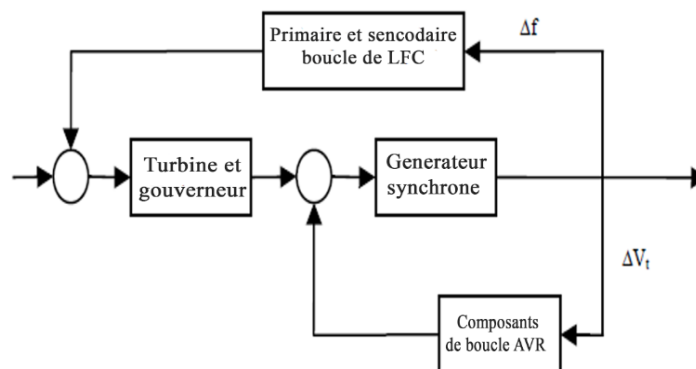 Primaire et sencodaire
boucle de LFC
Δf
Turbine et
gouverneur
Generateur
synchrone
ΔVt
Composants
de boucle AVR